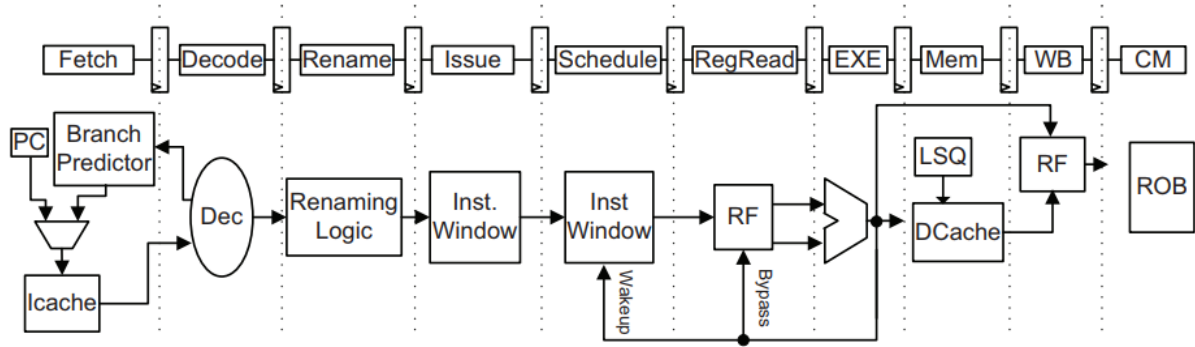 Fetch
Decode
Rename
Issue
Schedule
RegRead
EXE
Mem
WB
CM
PC
Branch
Predictor
Dec
Renaming
Logic
Inst.
Window
Inst
Window
RF
LSQ
DCache
RF
ROB
Icache
Wakeup
Bypass